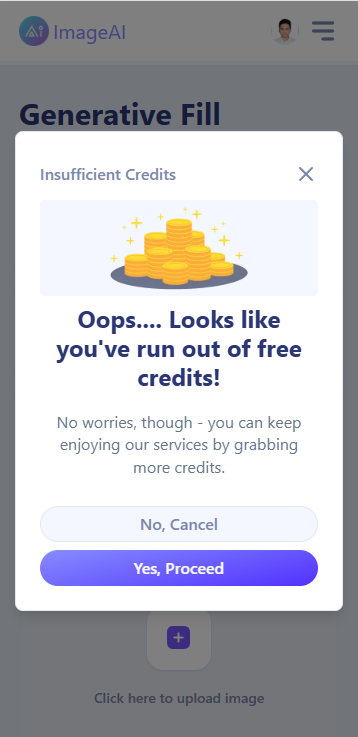 ImageAI
Generative Fill
Insufficient Credits
Oops.... Looks like
you've run out of free
credits!
No worries, though - you can keep
enjoying our services by grabbing
more credits.
No, Cancel
Yes, Proceed
Click here to upload image